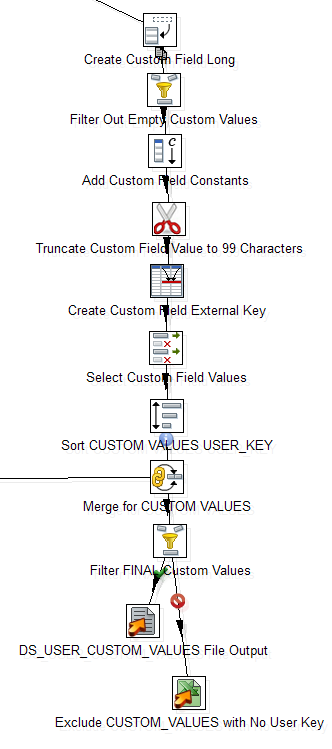 Create Custom Field Long
Filter Out Empty Custom Values
Add Custom Field Constants
Truncate Custom Field Value to 99 Characters
Create Custom Field External Key
Select Custom Field Values
Sort CUSTOM VALUES USER_KEY
Merge for CUSTOM VALUES
Filter FINAL Custom Values
DS_USER_CUSTOM_VALUES File Output
Exclude CUSTOM_VALUES with No User Key